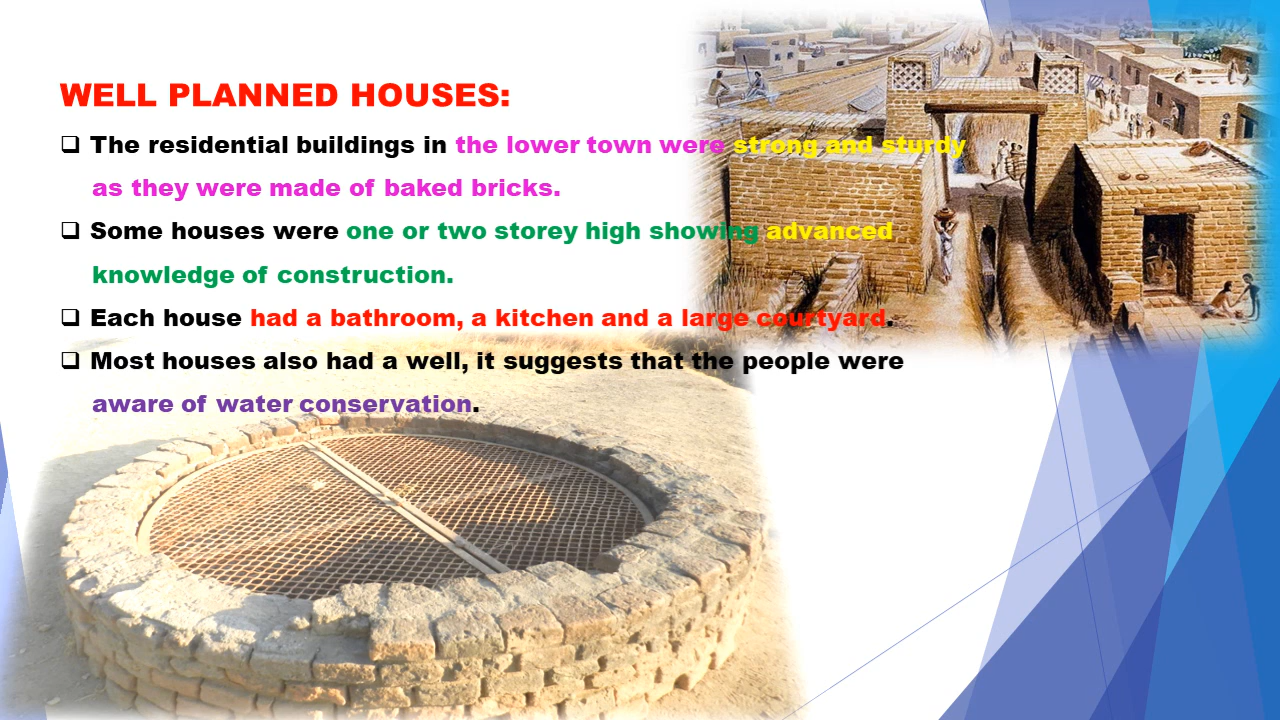 WELL PLANNED HOUSES:
❑ The residential buildings in the lower town were strong and sturdy
as they were made of baked bricks.
❑ Some houses were one or two storey high showing advanced
knowledge of construction.
❑ Each house had a bathroom, a kitchen and a large courtyard.
❑ Most houses also had a well, it suggests that the people were
aware of water conservation.